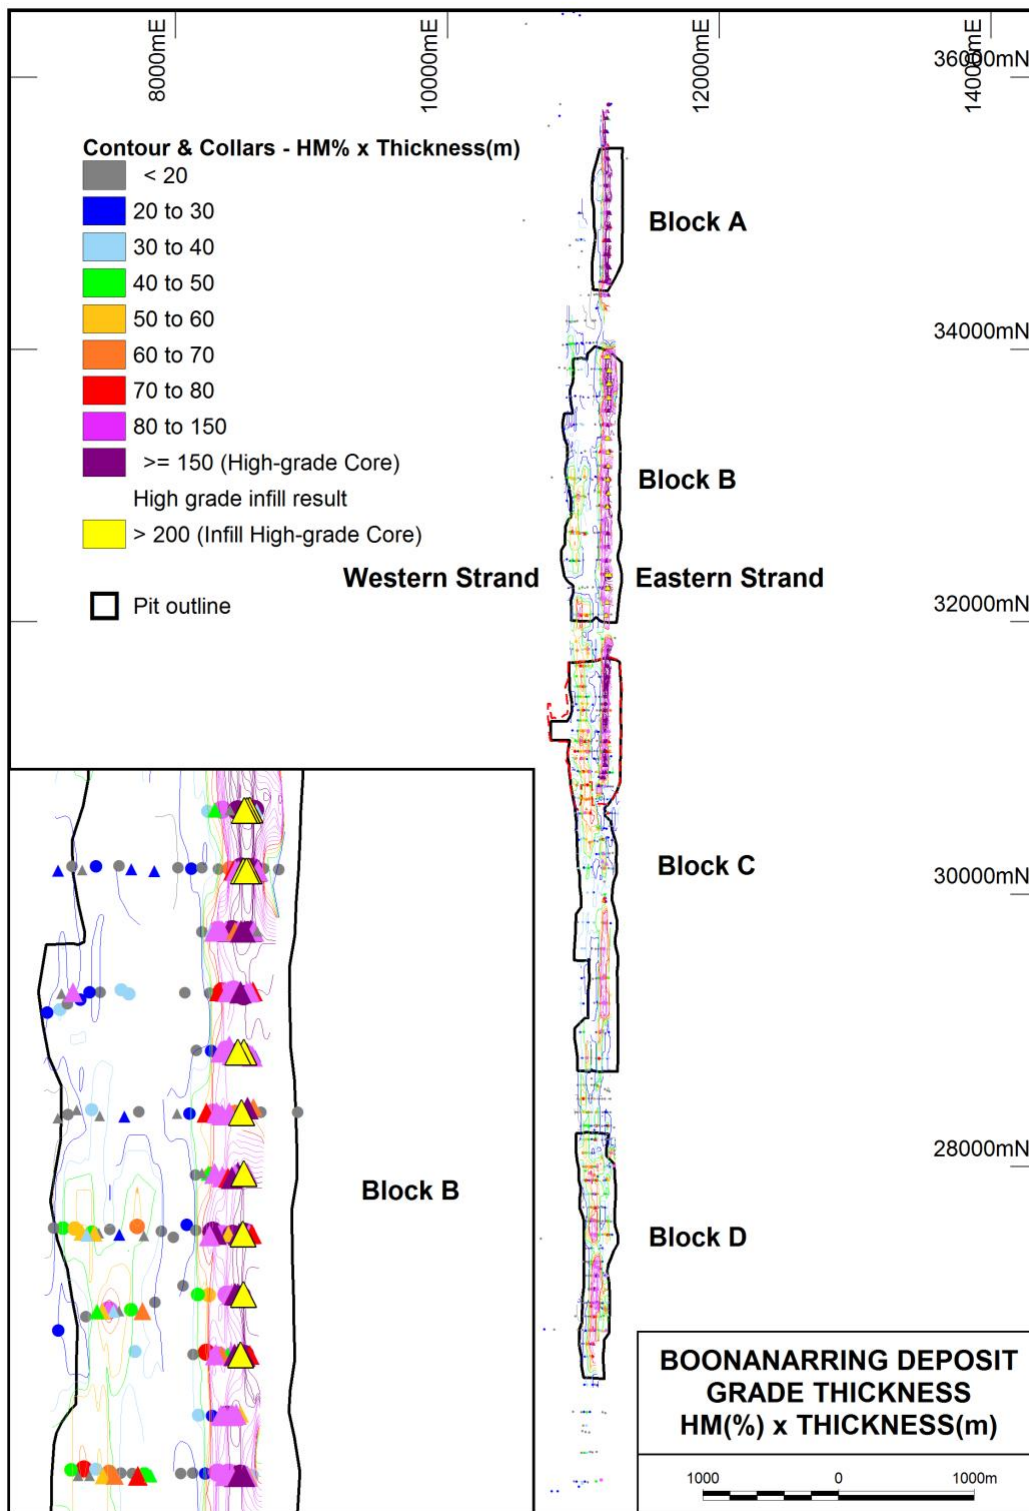 8000mE
10000mE
12000mE
14000mE
36000mN
Contour & Collars - HM% x Thickness(m)
< 20
20 to 30
30 to 40
40 to 50
50 to 60
60 to 70
70 to 80
80 to 150
>= 150 (High-grade Core)
High grade infill result
> 200 (Infill High-grade Core)
Pit outline
Block A
34000mN
Block B
Western Strand
Eastern Strand
32000mN
Block C
30000mN
28000mN
Block B
Block D
BOONANARRING DEPOSIT
GRADE THICKNESS
HM(%) x THICKNESS(m)
1000
0
1000m